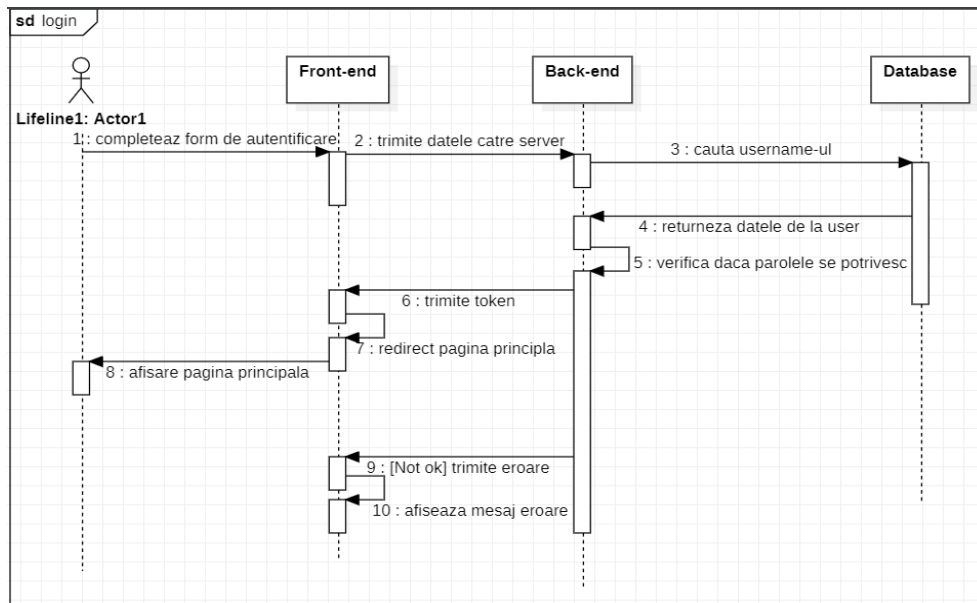 sd login
Front-end
Back-end
Database
Lifeline1: Actor1
1 : completeaz form de autentificare
2 : trimite datele catre server
3 : cauta username-ul
4 : returneza datele de la user
5 : verifica daca parolele se potrivesc
6 : trimite token
7 : redirect pagina principla
8 : afisare pagina principala
9 : [Not ok] trimite eroare
10 : afiseaza mesaj eroare